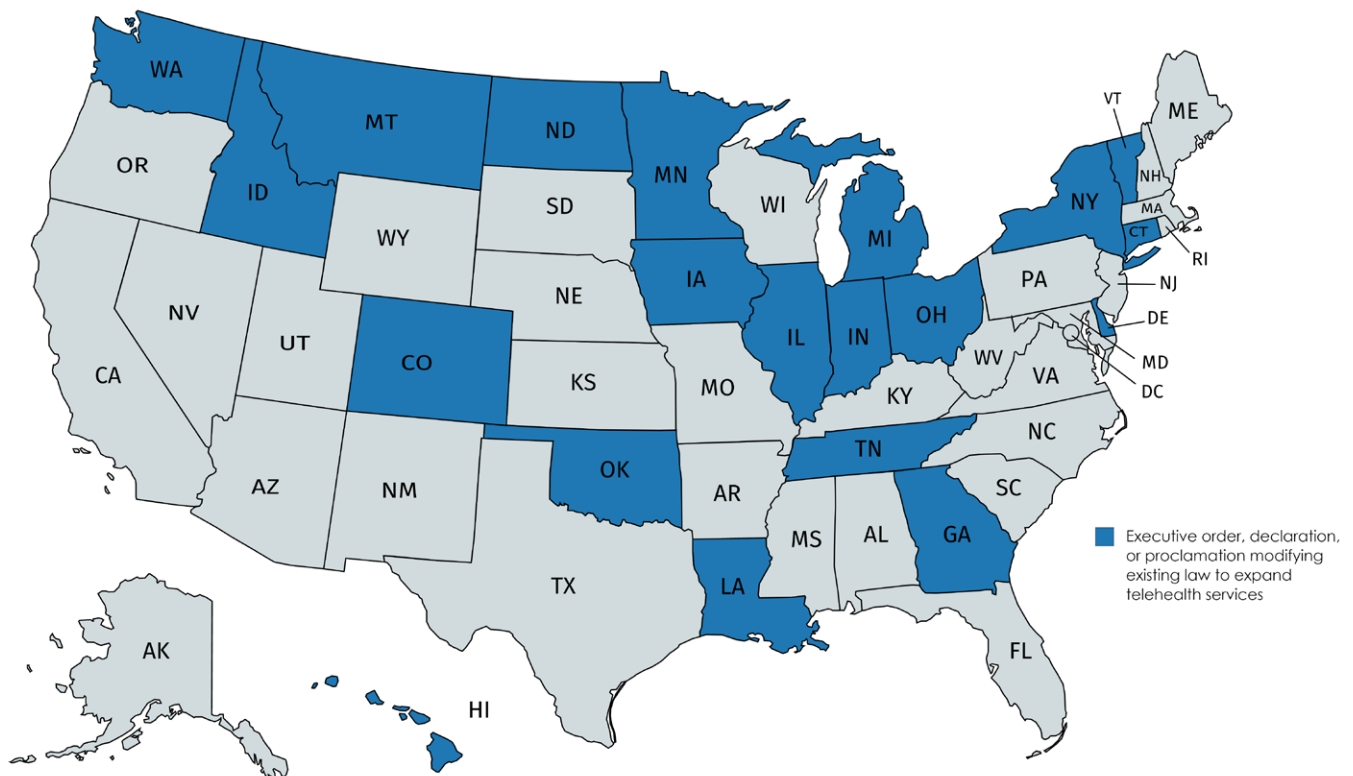 WA
MT
ND
MN
VT
ME
OR
ID
SD
WI
NH
NY
MA
WY
MI
CT
RI
IA
PA
NJ
NE
NV
UT
IL
IN
OH
DE
CO
CA
KS
MO
WV
VA
MD
KY
DC
NC
TN
OK
AZ
NM
AR
SC
MS
AL
GA
Executive order, declaration,
or proclamation modifying
existing law to expand
telehealth services
TX
LA
AK
FL
HI